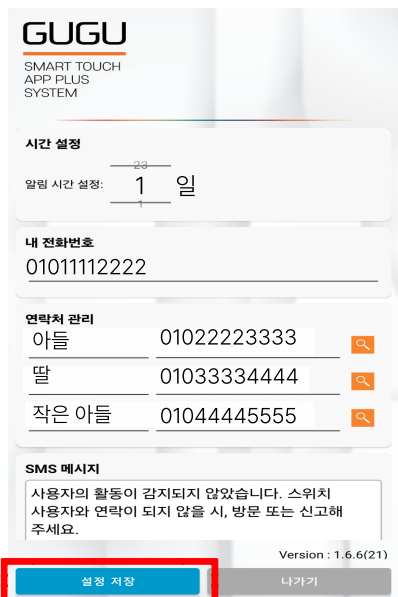 GUGU
SMART TOUCH
APP PLUS
SYSTEM
시간 설정
23
알림 시간 설정: 1 일
1
내 전화번호
01011112222
연락처 관리
아들 01022223333
딸 01033334444
작은 아들 01044445555
SMS 메시지
사용자의 활동이 감지되지 않았습니다. 스위치
사용자와 연락이 되지 않을 시, 방문 또는 신고해
주세요.
Version : 1.6.6(21)
설정 저장 나가기